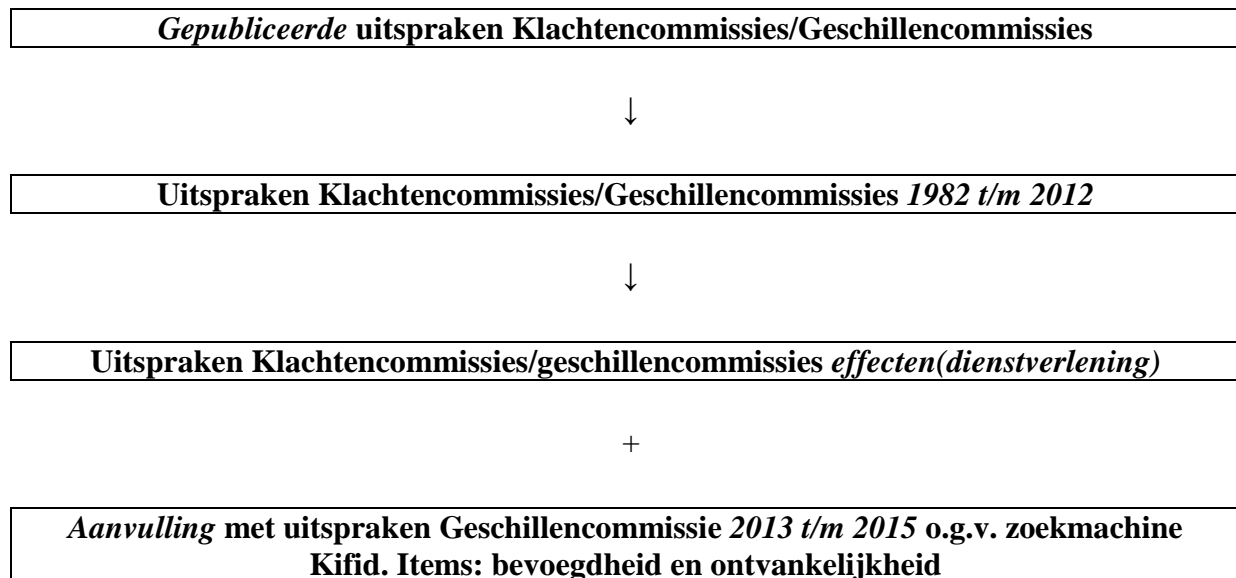 Gepubliceerde uitspraken Klachtencommissies/Geschillencommissies
↓
Uitspraken Klachtencommissies/Geschillencommissies 1982 t/m 2012
↓
Uitspraken Klachtencommissies/geschillencommissies effecten(dienstverlening)
+
Aanvulling met uitspraken Geschillencommissie 2013 t/m 2015 o.g.v. zoekmachine
Kifid. Items: bevoegdheid en ontvankelijkheid